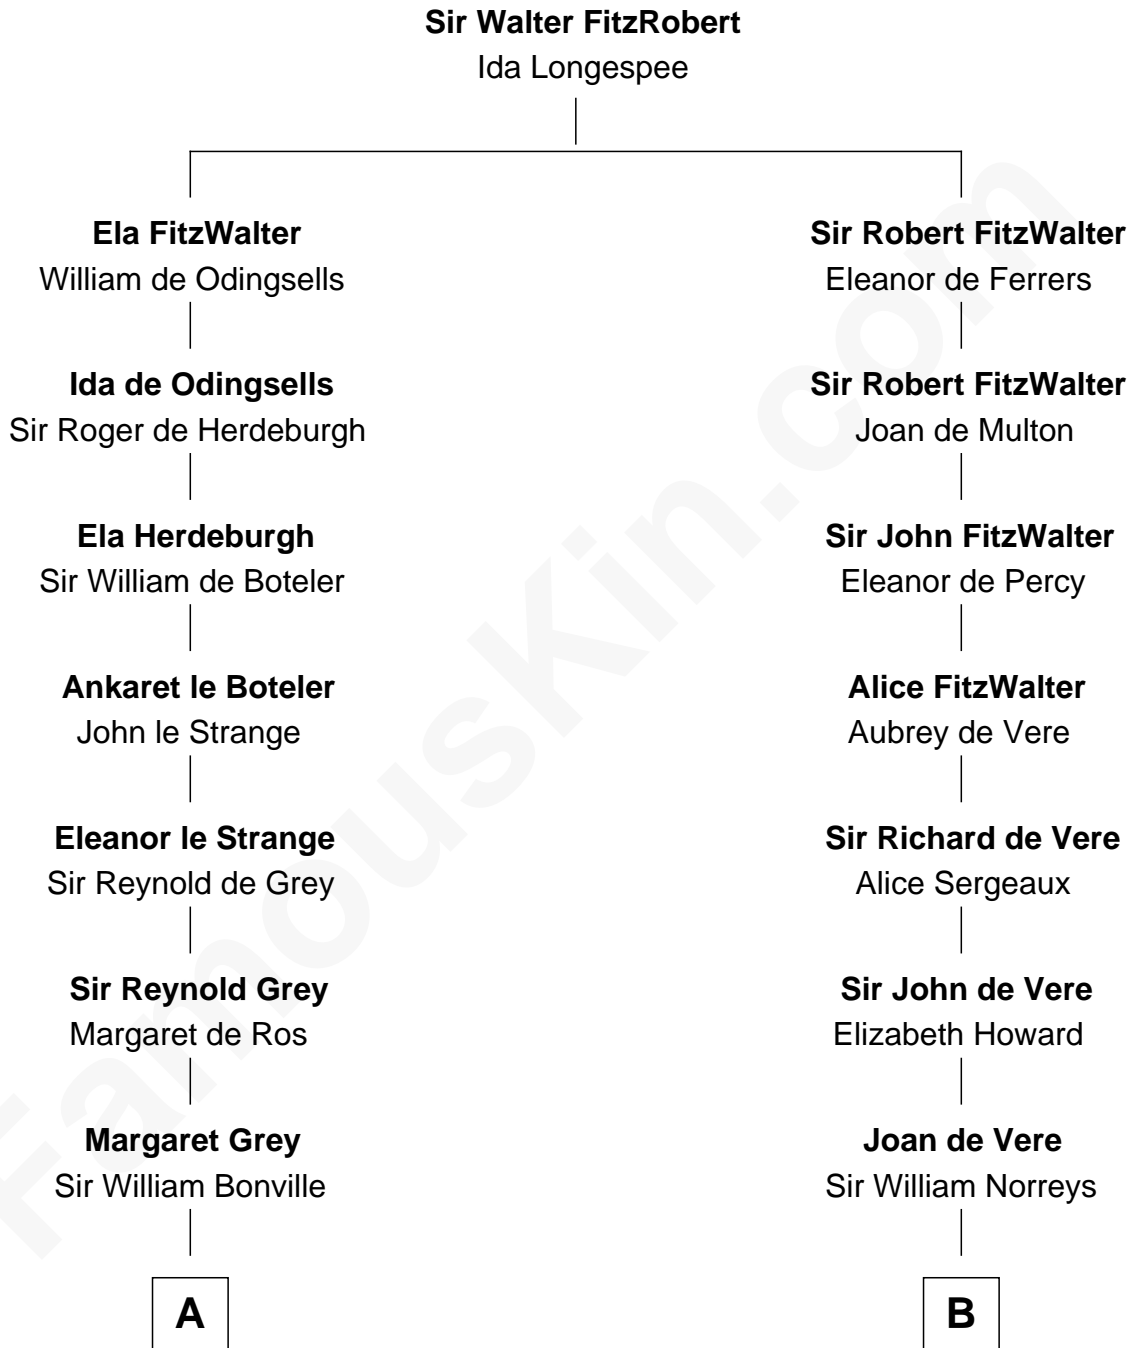 Sir Walter FitzRobert
Ida Longespee
Ela FitzWalter
William de Odingsells
Sir Robert FitzWalter
Eleanor de Ferrers
Ida de Odingsells
Sir Roger de Herdeburgh
Sir Robert FitzWalter
Joan de Multon
Ela Herdeburgh
Sir William de Boteler
Sir John FitzWalter
Eleanor de Percy
Ankaret le Boteler
John le Strange
Alice FitzWalter
Aubrey de Vere
Eleanor le Strange
Sir Reynold de Grey
Sir Richard de Vere
Alice Sergeaux
Sir Reynold Grey
Margaret de Ros
Sir John de Vere
Elizabeth Howard
Margaret Grey
Sir William Bonville
Joan de Vere
Sir William Norreys
A
B
FamousKin.com